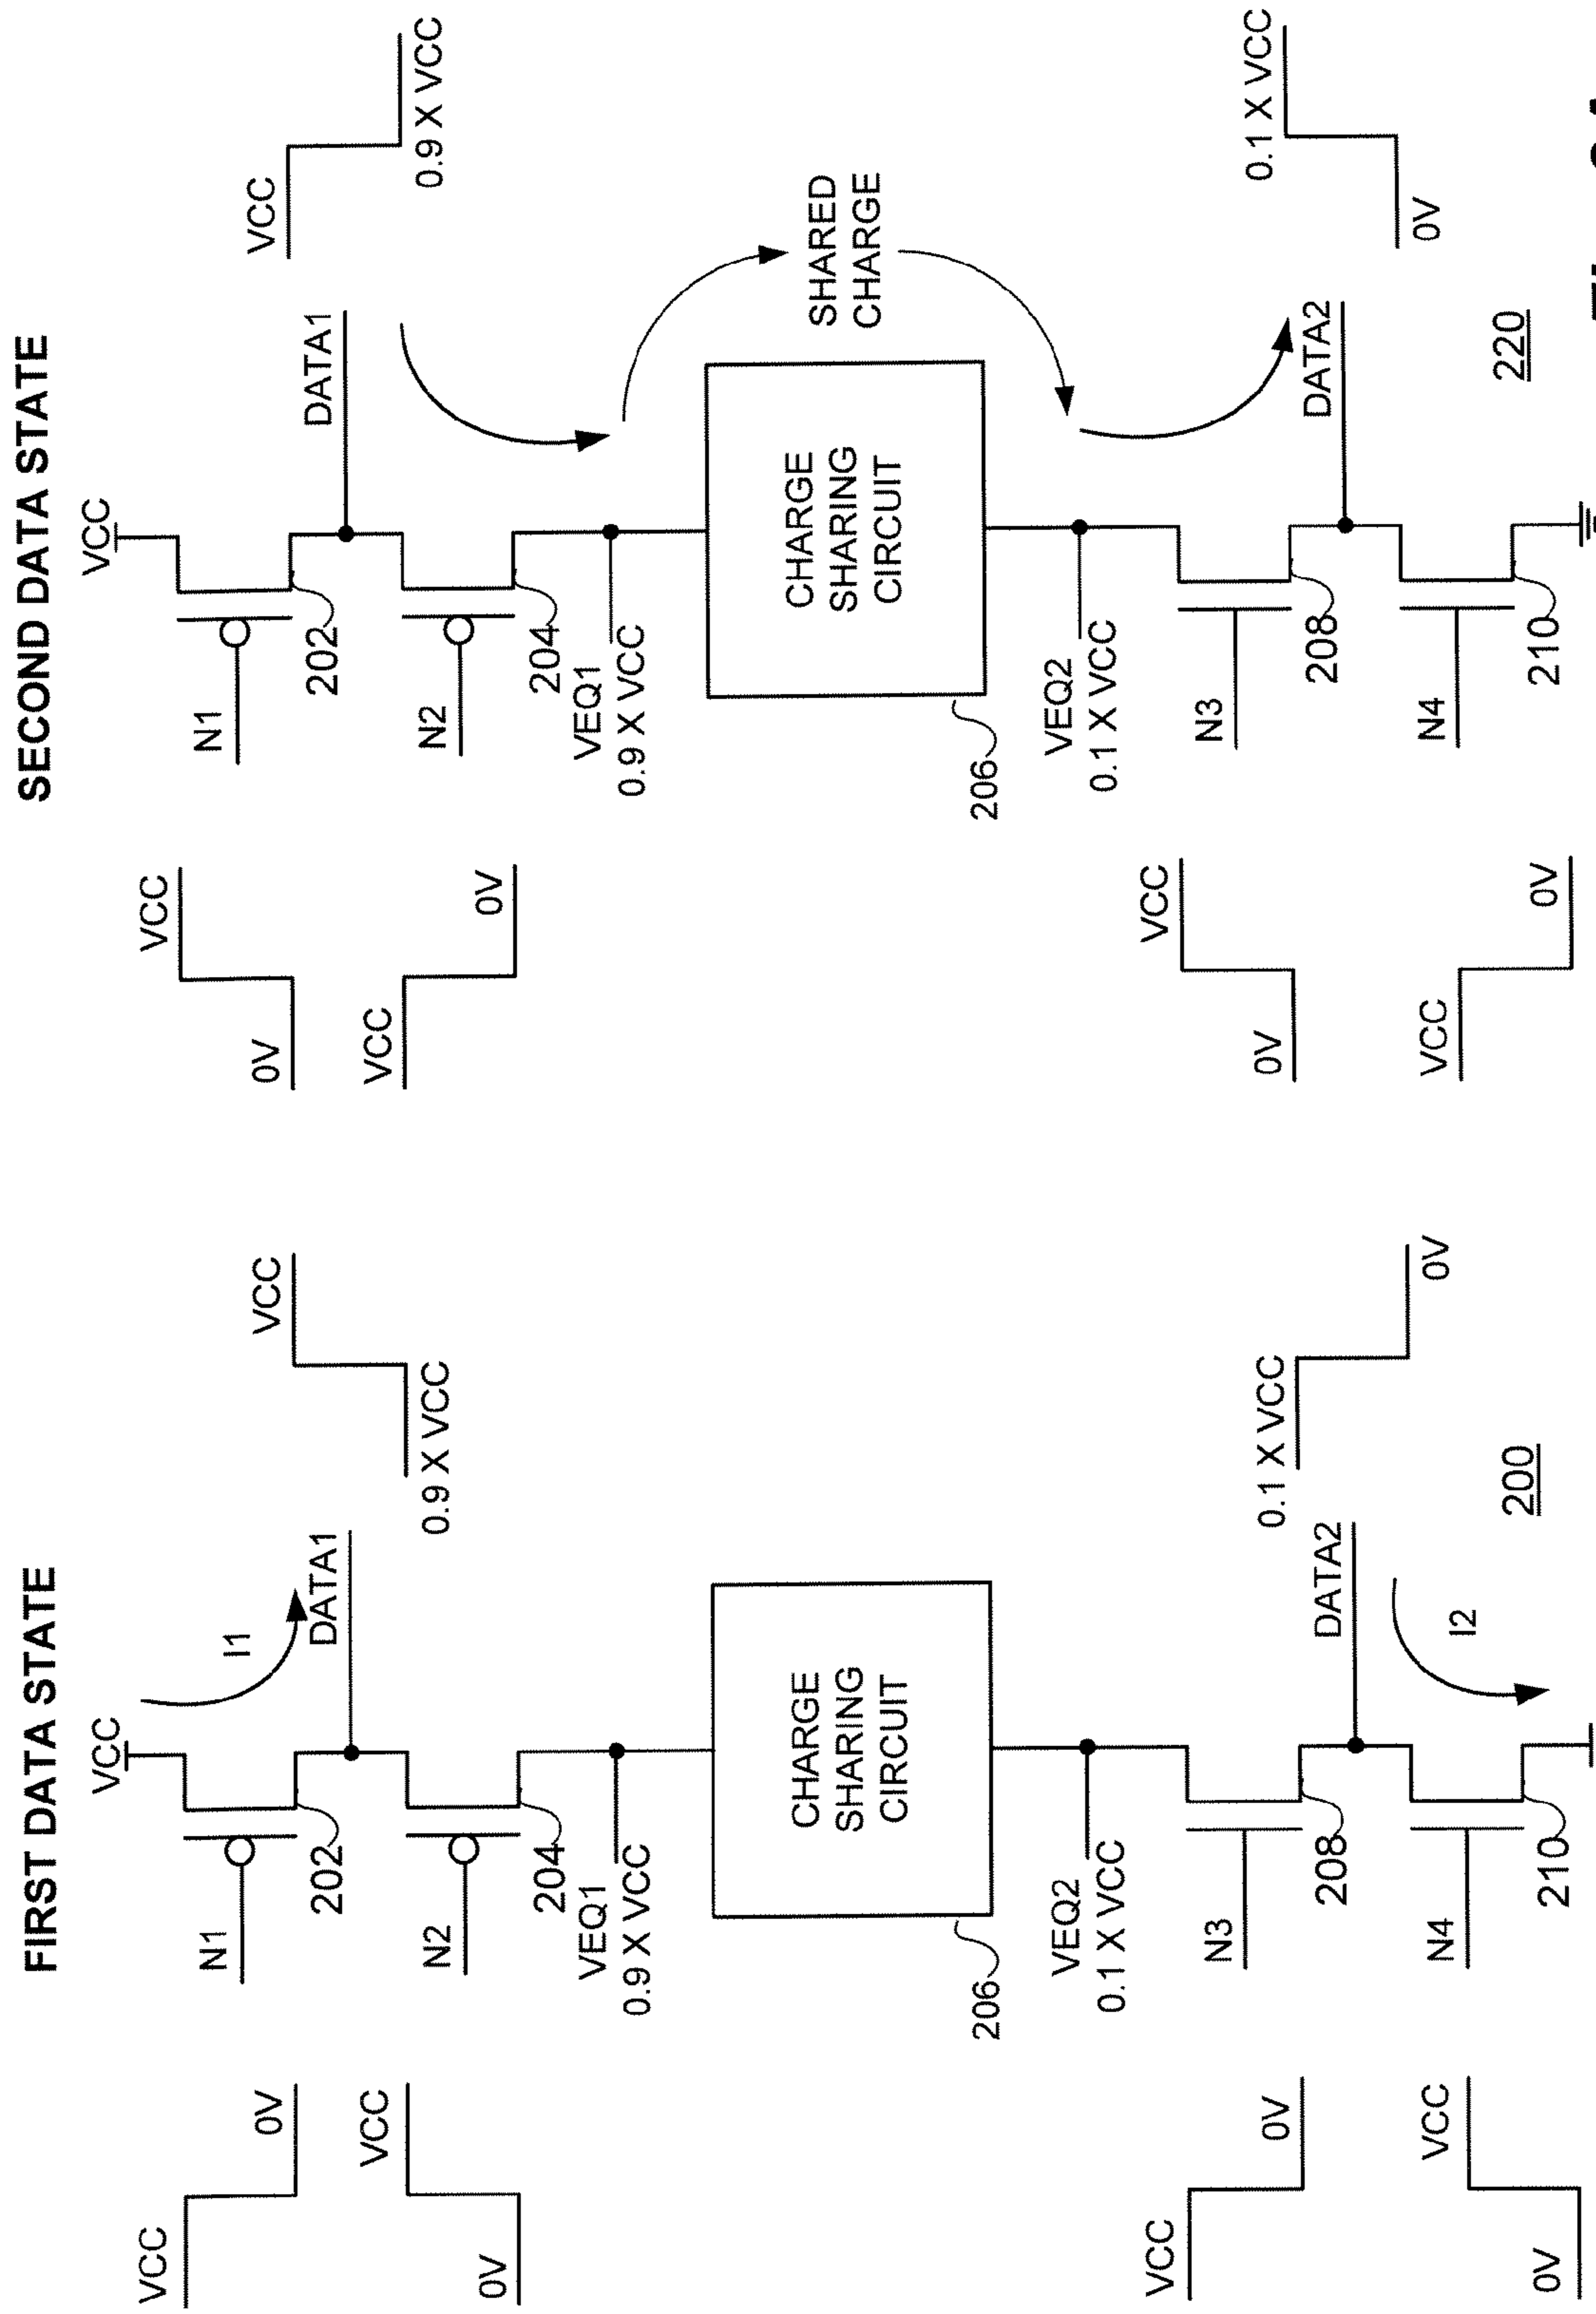 FIRST DATA STATE
VCC
I1
VCC
0V
N1
202
DATA1
VCC
0.9 X VCC
VCC
0V
N2
204
VEQ1
0.9 X VCC
CHARGE
SHARING
CIRCUIT
206
VEQ2
0.1 X VCC
VCC
0V
N3
208
DATA2
0.1 X VCC
0V
VCC
0V
N4
210
I2
200
SECOND DATA STATE
VCC
VCC
0V
N1
202
DATA1
VCC
0.9 X VCC
VCC
0V
N2
204
VEQ1
0.9 X VCC
CHARGE
SHARING
CIRCUIT
SHARED
CHARGE
206
VEQ2
0.1 X VCC
VCC
0V
N3
208
DATA2
0.1 X VCC
0V
VCC
0V
N4
210
220